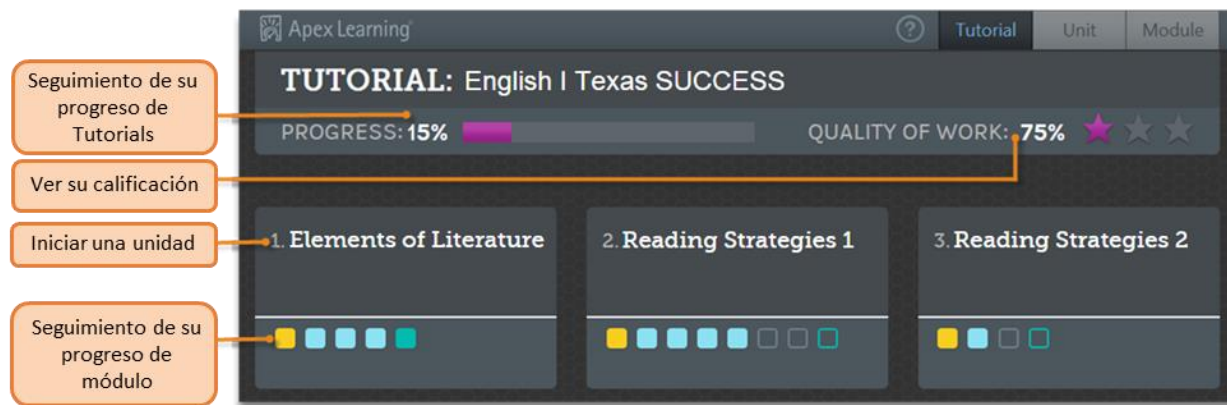 Apex Learning
? Tutorial Unit Module
TUTORIAL: English I Texas SUCCESS
PROGRESS: 15% QUALITY OF WORK: 75%
Seguimiento de su
progreso de
Tutorials
Ver su calificación
Iniciar una unidad
1. Elements of Literature
2. Reading Strategies 1
3. Reading Strategies 2
Seguimiento de su
progreso de
módulo